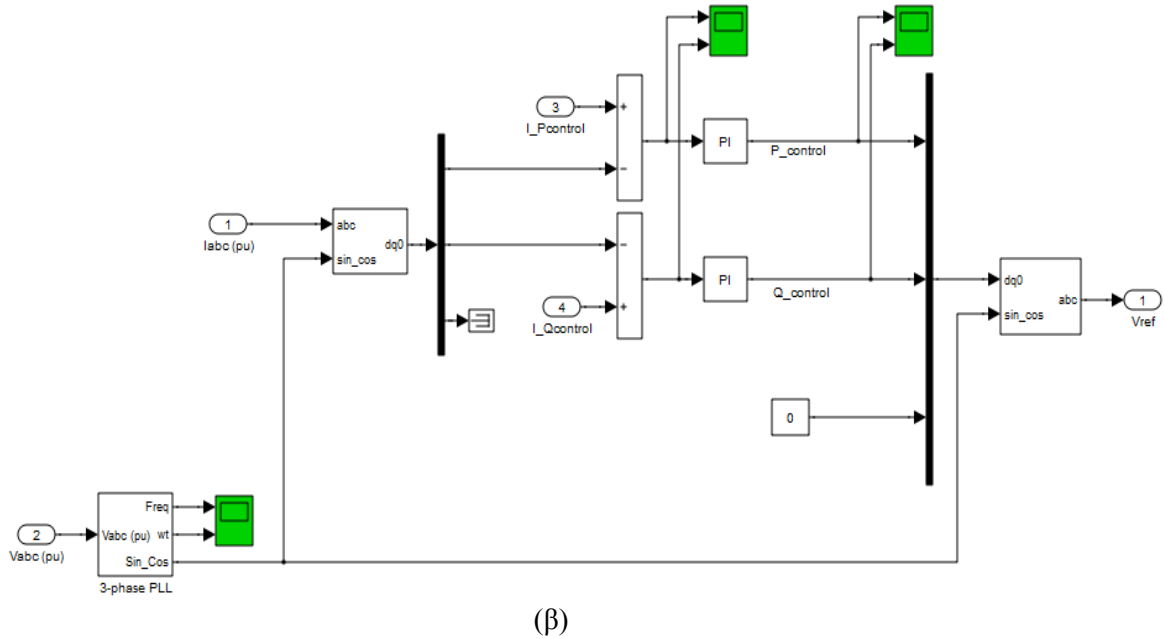 3
I_Pcontrol
+
−
PI
P_control
1
Iabc (pu)
abc
sin_cos
dq0
−
+
4
I_Qcontrol
PI
Q_control
dq0
sin_cos
abc
1
Vref
0
2
Vabc (pu)
Freq
Vabc (pu)
wt
Sin_Cos
3-phase PLL
(β)